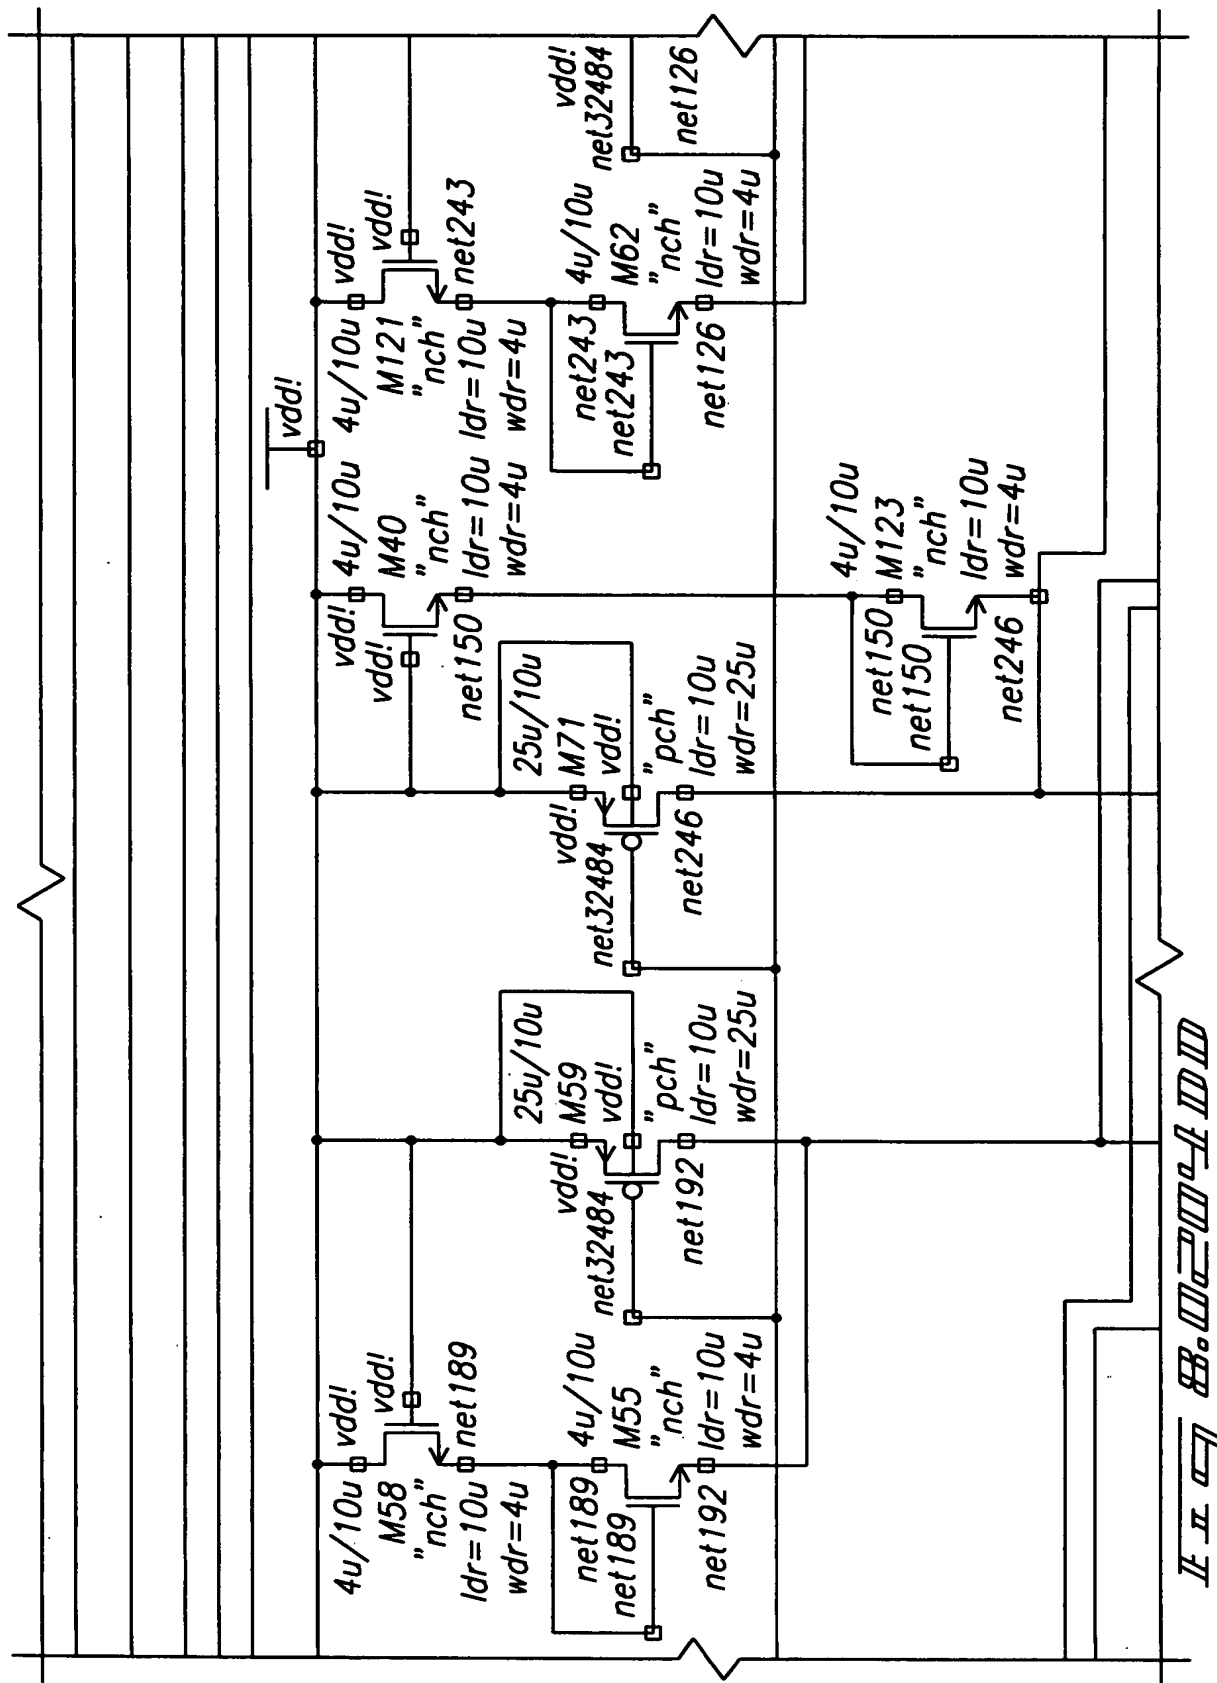 vdd!
4u/10u
vdd!
M58
"nch"
vdd!
net189
ldr=10u
wdr=4u
net189
net189
4u/10u
M55
"nch"
net192
ldr=10u
wdr=4u
25u/10u
vdd!
M59
vdd!
net32484
"pch"
net192
ldr=10u
wdr=25u
25u/10u
vdd!
M71
vdd!
net32484
"pch"
net246
ldr=10u
wdr=25u
vdd!
4u/10u
vdd!
M40
"nch"
net150
ldr=10u
wdr=4u
4u/10u
net150
M123
net150
"nch"
net246
ldr=10u
wdr=4u
4u/10u
vdd!
M121
vdd!
"nch"
net243
ldr=10u
wdr=4u
net243
net243
4u/10u
M62
"nch"
net126
ldr=10u
wdr=4u
vdd!
net32484
net126
FIG 8.0204DD